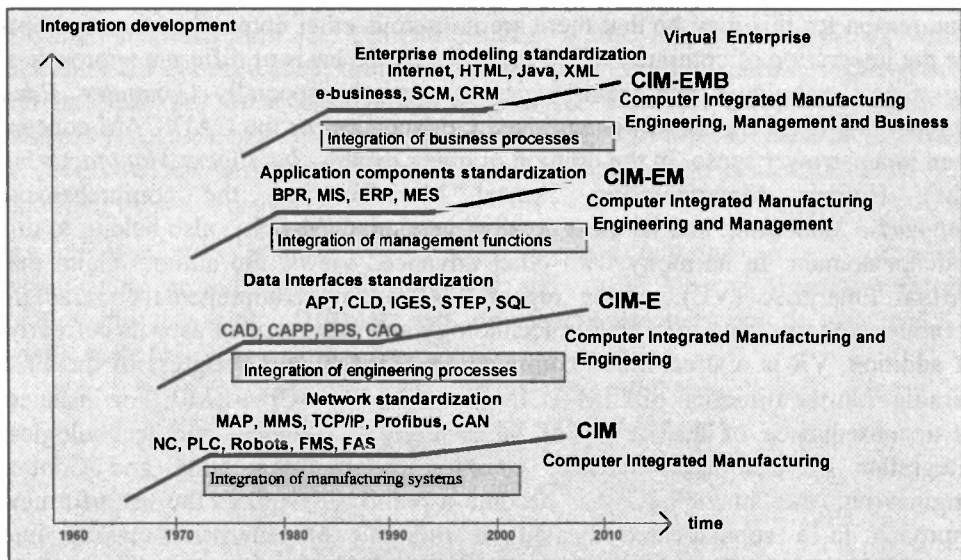 Integration development
Virtual Enterprise
Enterprise modeling standardization
Internet, HTML, Java, XML
e-business, SCM, CRM
CIM-EMB
Computer Integrated Manufacturing
Engineering, Management and Business
Integration of business processes
Application components standardization
BPR, MIS, ERP, MES
CIM-EM
Computer Integrated Manufacturing
Engineering and Management
Integration of management functions
Data Interfaces standardization
APT, CLD, IGES, STEP, SQL
CIM-E
CAD, CAPP, PPS, CAQ
Computer Integrated Manufacturing and
Engineering
Integration of engineering processes
Network standardization
MAP, MMS, TCP/IP, Profibus, CAN
NC, PLC, Robots, FMS, FAS
CIM
Computer Integrated Manufacturing
Integration of manufacturing systems
1960 1970 1980 1990 2000 2010 time